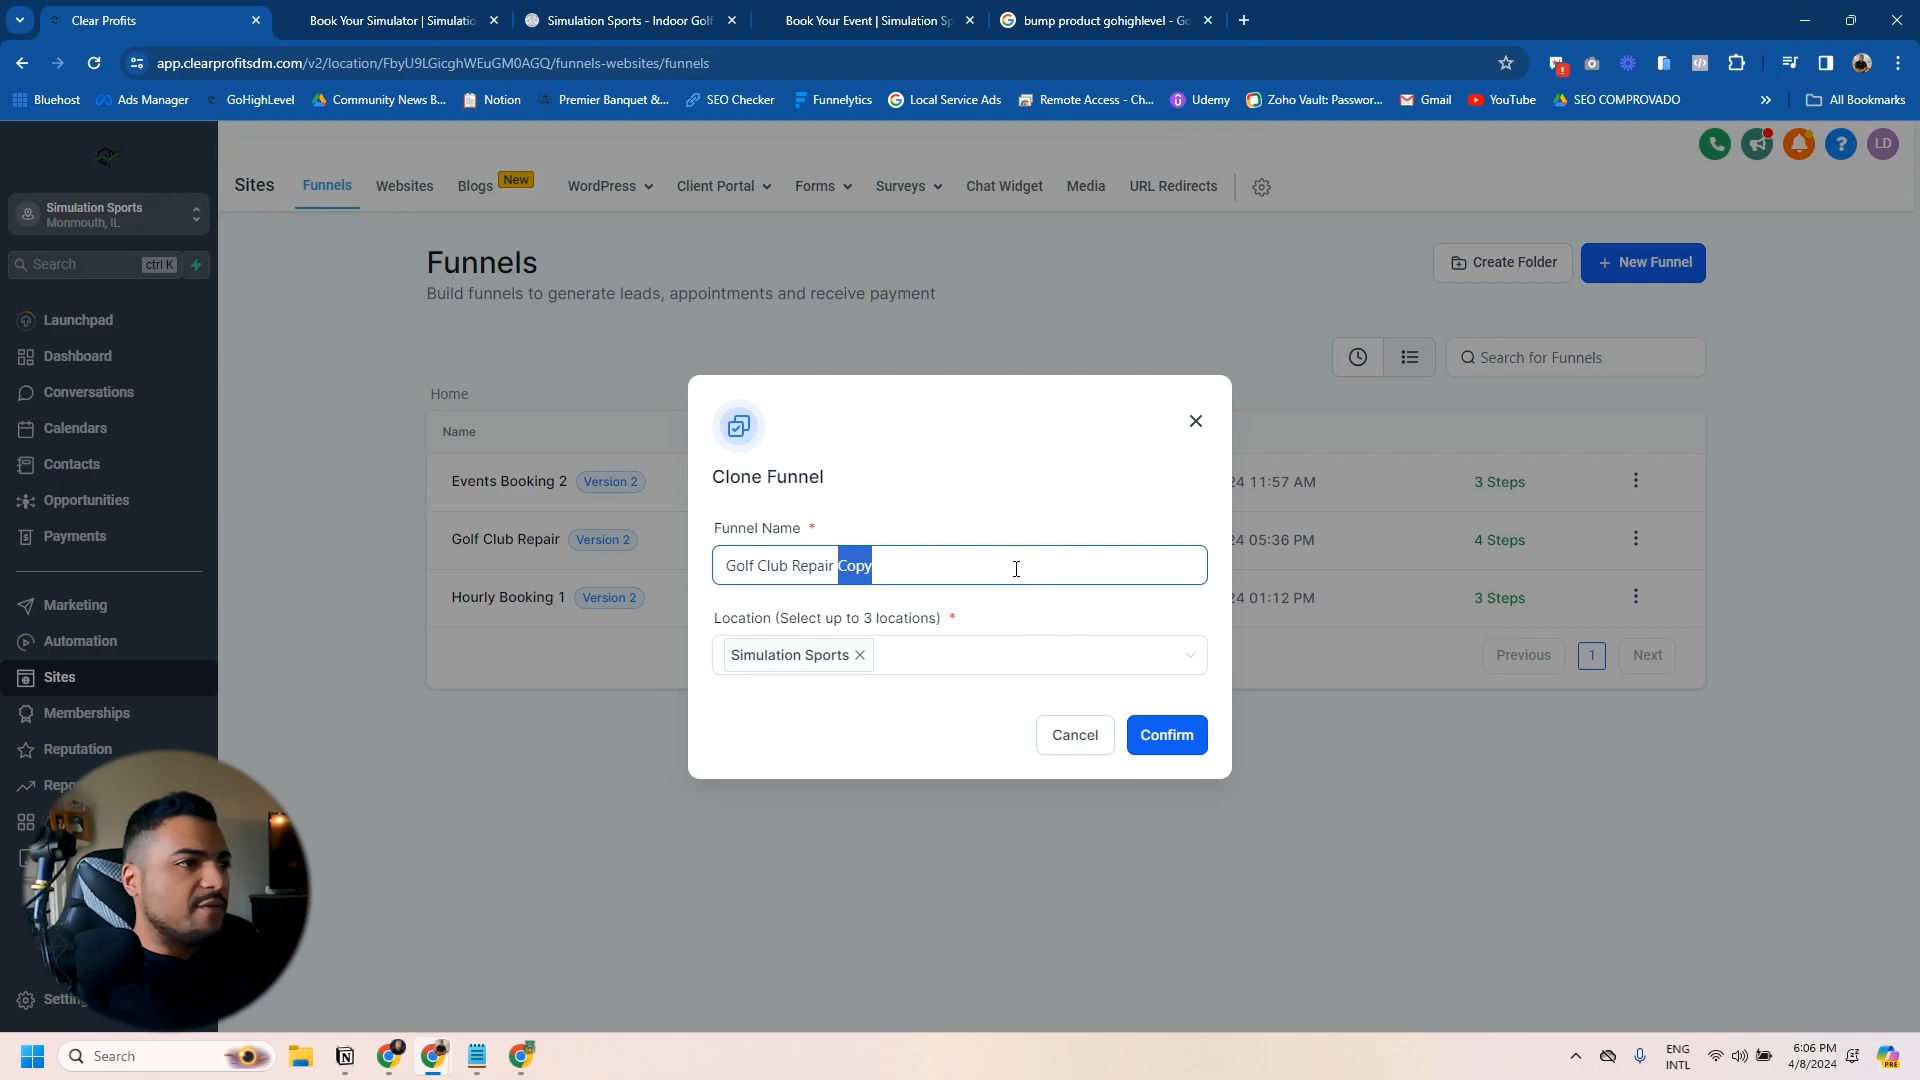 Clear Profits
Book Your Simulator | Simulatio
Simulation Sports - Indoor Golf
Book Your Event | Simulation Sp
bump product gohighlevel - Go
app.clearprofitsdm.com/v2/location/FbyU9LGicghWEuGM0AGQ/funnels-websites/funnels
Bluehost
Ads Manager
GoHighLevel
Community News B...
Notion
Premier Banquet &...
SEO Checker
Funnelytics
Local Service Ads
Remote Access - Ch...
Udemy
Zoho Vault: Passwor...
Gmail
YouTube
SEO COMPROVADO
All Bookmarks
Simulation Sports
Monmouth, IL
Search
ctrl K
Launchpad
Dashboard
Conversations
Calendars
Contacts
Opportunities
Payments
Marketing
Automation
Sites
Memberships
Reputation
Repo
Settin
Sites
Funnels
Websites
Blogs
New
WordPress
Client Portal
Forms
Surveys
Chat Widget
Media
URL Redirects
LD
Funnels
Build funnels to generate leads, appointments and receive payment
Create Folder
+ New Funnel
Search for Funnels
Home
Name
Events Booking 2 Version 2
24 11:57 AM
3 Steps
Golf Club Repair Version 2
24 05:36 PM
4 Steps
Hourly Booking 1 Version 2
24 01:12 PM
3 Steps
Previous
1
Next
Clone Funnel
Funnel Name *
Golf Club Repair Copy
Location (Select up to 3 locations) *
Simulation Sports
Cancel
Confirm
Search
ENG
INTL
6:06 PM
4/8/2024
PRE